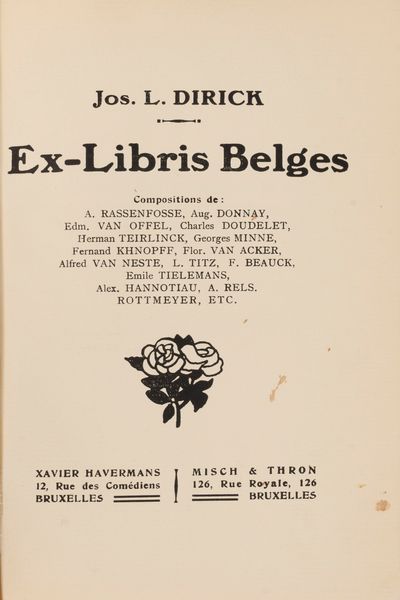 Jos. L. DIRICK
Ex-Libris Belges
Compositions de :
A. RASSENFOSSE, Aug. DONNAY,
Edm. VAN OFFEL, Charles DOUDELET,
Herman TEIRLINCK, Georges MINNE,
Fernand KHNOPFF, Flor. VAN ACKER,
Alfred VAN NESTE, L. TITZ, F. BEAUCK,
Emile TIELEMANS,
Alex. HANNOTIAU, A. RELS.
ROTTMEYER, ETC.
XAVIER HAVERMANS
12, Rue des Comédiens
BRUXELLES
MISCH & THRON
126, Rue Royale, 126
BRUXELLES